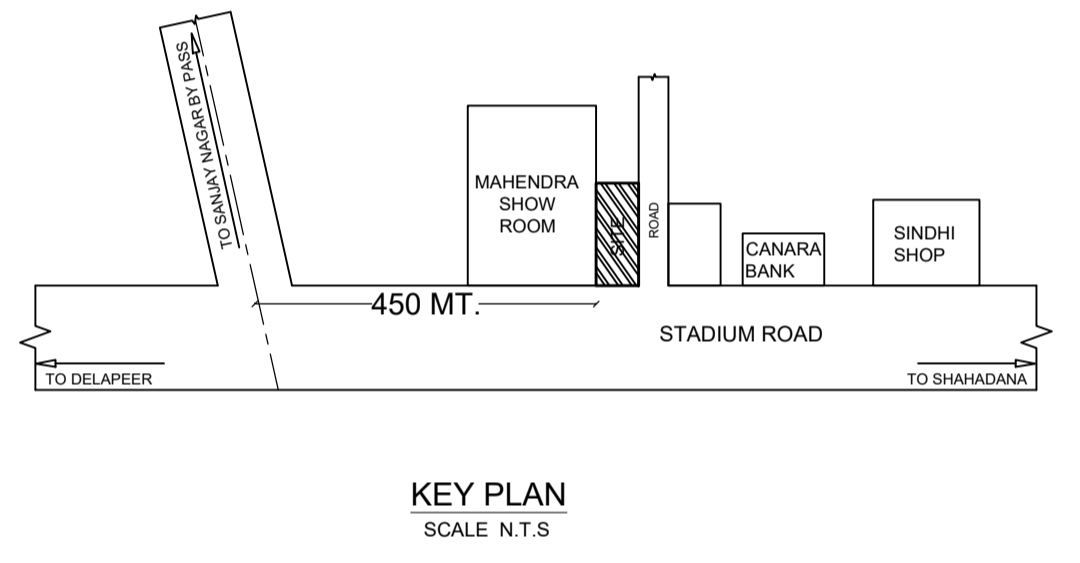 TO SANJAY NAGAR BY PASS
MAHENDRA
SHOW
ROOM
SITE
ROAD
CANARA
BANK
SINDHI
SHOP
450 MT.
STADIUM ROAD
TO DELAPEER
TO SHAHADANA
KEY PLAN
SCALE N.T.S